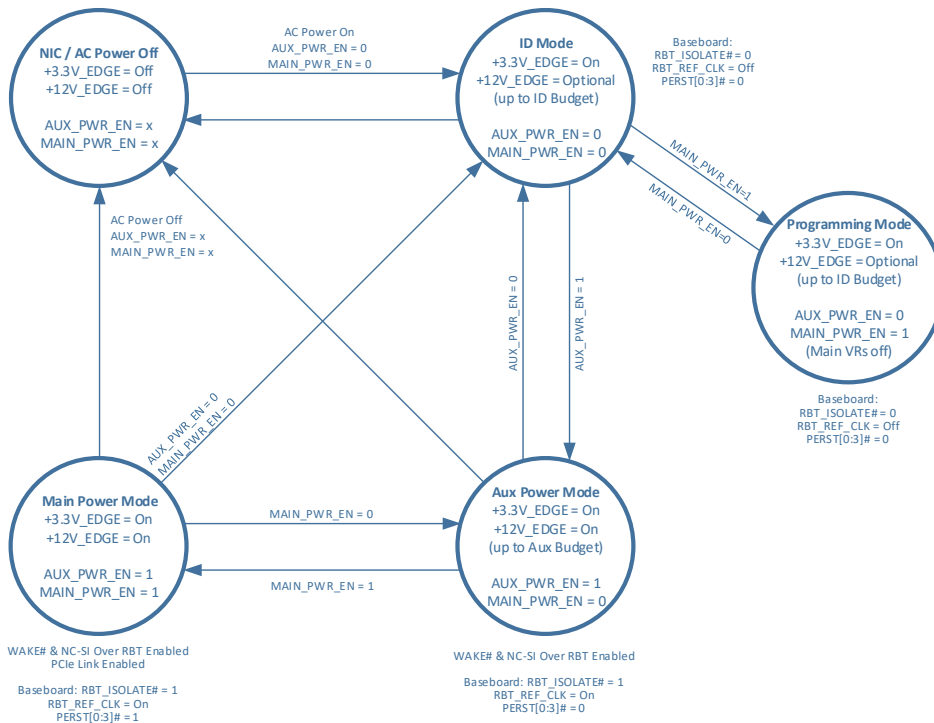 AC Power On
AUX_PWR_EN = 0
MAIN_PWR_EN = 0
NIC / AC Power Off
+3.3V_EDGE = Off
+12V_EDGE = Off
AUX_PWR_EN = x
MAIN_PWR_EN = x
ID Mode
+3.3V_EDGE = On
+12V_EDGE = Optional
(up to ID Budget)
AUX_PWR_EN = 0
MAIN_PWR_EN = 0
Baseboard:
RBT_ISOLATE# = 0
RBT_REF_CLK = Off
PERST[0:3]# = 0
MAIN_PWR_EN=1
MAIN_PWR_EN=0
Programming Mode
+3.3V_EDGE = On
+12V_EDGE = Optional
(up to ID Budget)
AUX_PWR_EN = 0
MAIN_PWR_EN = 1
(Main VRs off)
Baseboard:
RBT_ISOLATE# = 0
RBT_REF_CLK = Off
PERST[0:3]# = 0
AC Power Off
AUX_PWR_EN = x
MAIN_PWR_EN = x
AUX_PWR_EN = 0
AUX_PWR_EN = 1
AUX_PWR_EN = 0
MAIN_PWR_EN = 0
Main Power Mode
+3.3V_EDGE = On
+12V_EDGE = On
AUX_PWR_EN = 1
MAIN_PWR_EN = 1
MAIN_PWR_EN = 0
MAIN_PWR_EN = 1
Aux Power Mode
+3.3V_EDGE = On
+12V_EDGE = On
(up to Aux Budget)
AUX_PWR_EN = 1
MAIN_PWR_EN = 0
WAKE# & NC-SI Over RBT Enabled
PCIe Link Enabled
Baseboard: RBT_ISOLATE# = 1
RBT_REF_CLK = On
PERST[0:3]# = 1
WAKE# & NC-SI Over RBT Enabled
Baseboard: RBT_ISOLATE# = 1
RBT_REF_CLK = On
PERST[0:3]# = 0